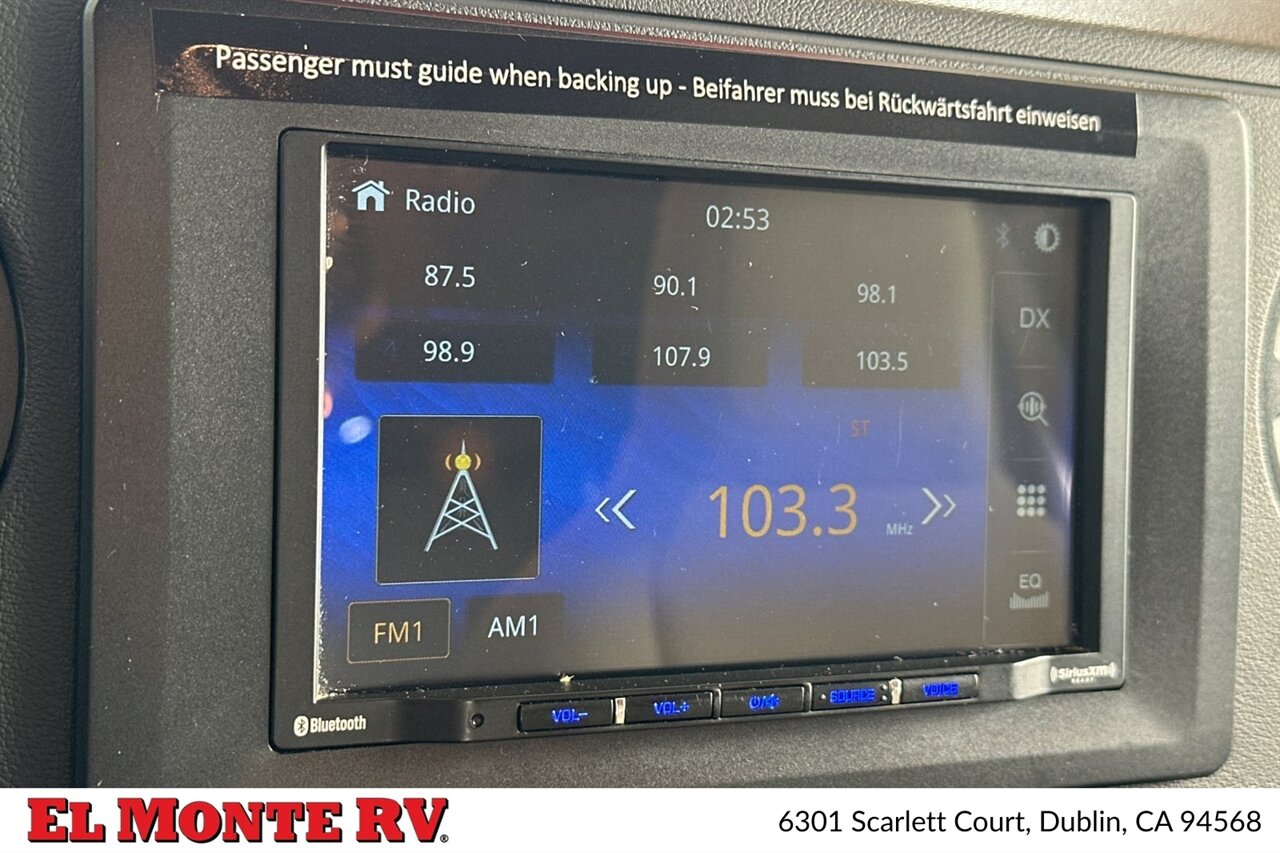 Passenger must guide when backing up - Beifahrer muss bei Rückwärtsfahrt einweisen
Radio
02:53
87.5 90.1 98.1
DX
98.9 107.9 103.5
ST
103.3 MHz
EQ
FM1 AM1
Bluetooth
VOL- VOL+ SOURCE VOICE
SiriusXM
READY
EL MONTE RV®
6301 Scarlett Court, Dublin, CA 94568